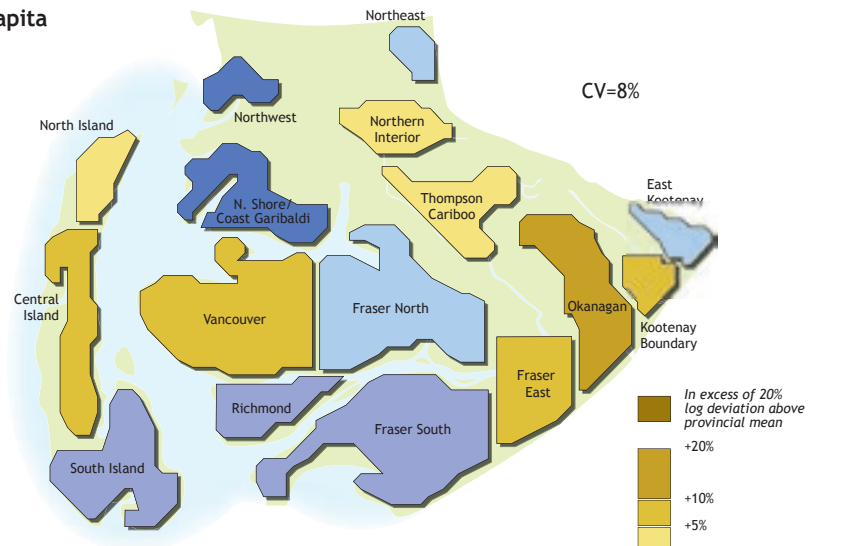 apita
Northeast
CV=8%
Northwest
Northern
Interior
North Island
East
Kootenay
N. Shore/
Coast Garibaldi
Thompson
Cariboo
Central
Island
Vancouver
Fraser North
Okanagan
Kootenay
Boundary
Fraser
East
Richmond
Fraser South
South Island
In excess of 20%
log deviation above
provincial mean
+20%
+10%
+5%